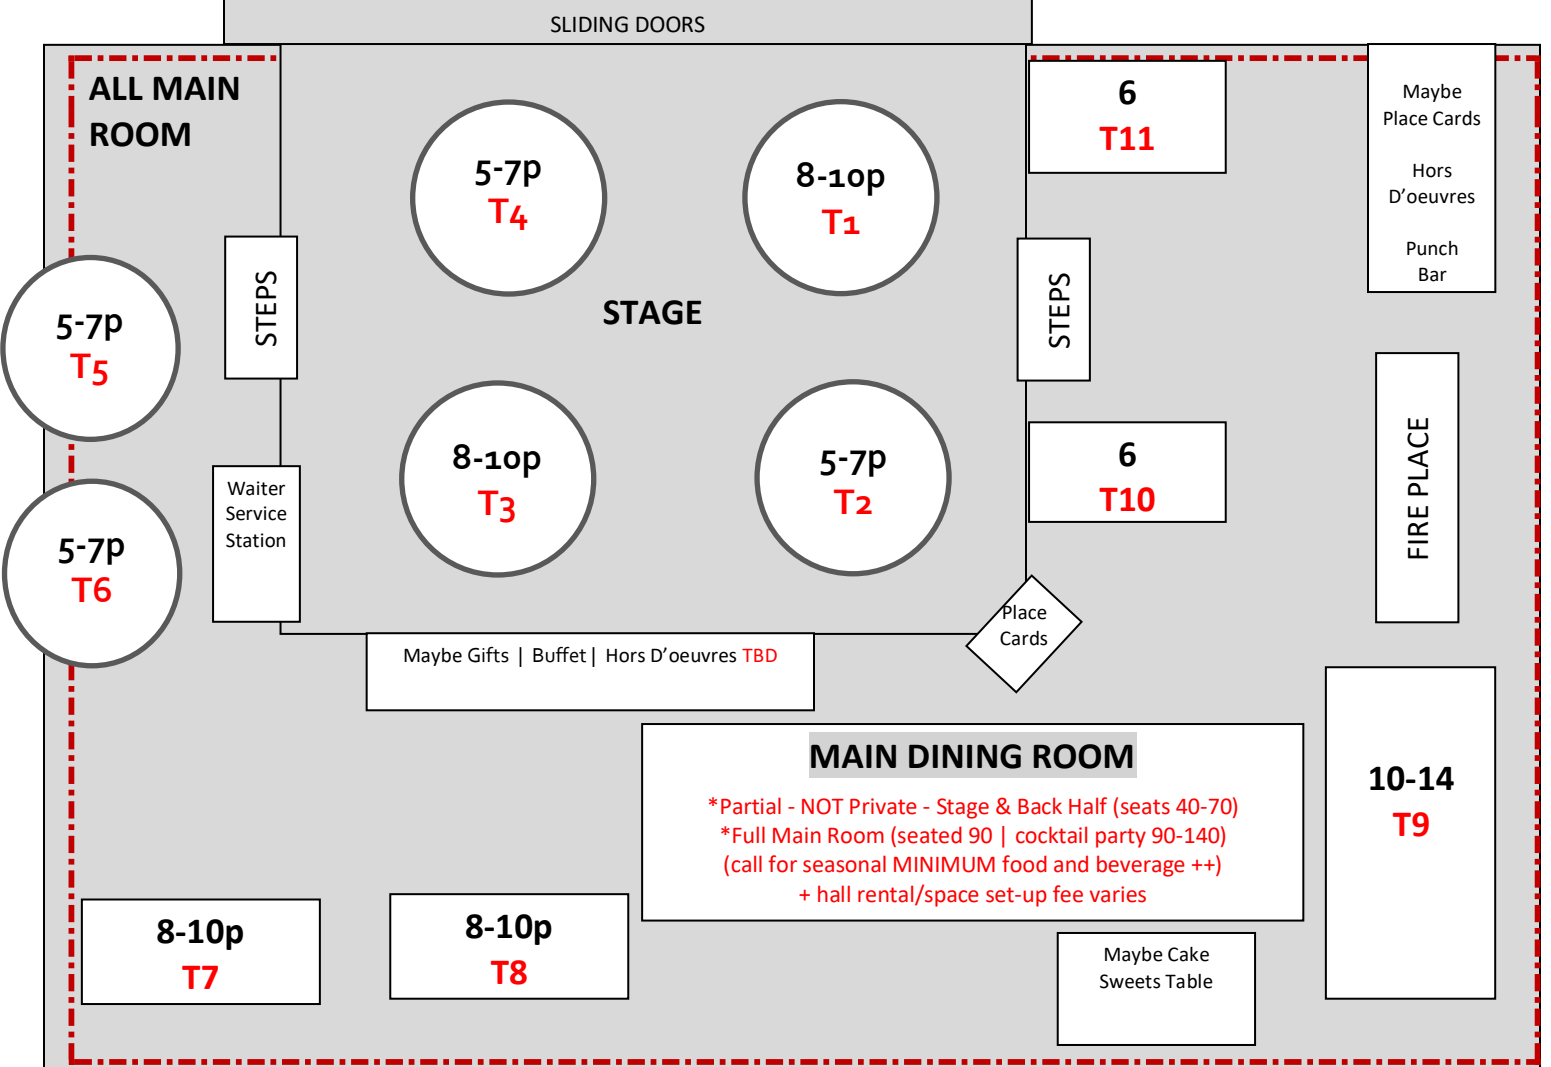 SLIDING DOORS
ALL MAIN
ROOM
5-7p
T4
8-10p
T1
6
T11
Maybe
Place Cards
Hors
D’oeuvres
Punch
Bar
STEPS
STAGE
STEPS
5-7p
T5
8-10p
T3
5-7p
T2
6
T10
FIRE PLACE
5-7p
T6
Waiter
Service
Station
Place
Cards
Maybe Gifts | Buffet| Hors D’oeuvres TBD
MAIN DINING ROOM
*Partial - NOT Private - Stage & Back Half (seats 40-70)
*Full Main Room (seated 90 | cocktail party 90-140)
(call for seasonal MINIMUM food and beverage ++)
+ hall rental/space set-up fee varies
10-14
T9
8-10p
T7
8-10p
T8
Maybe Cake
Sweets Table